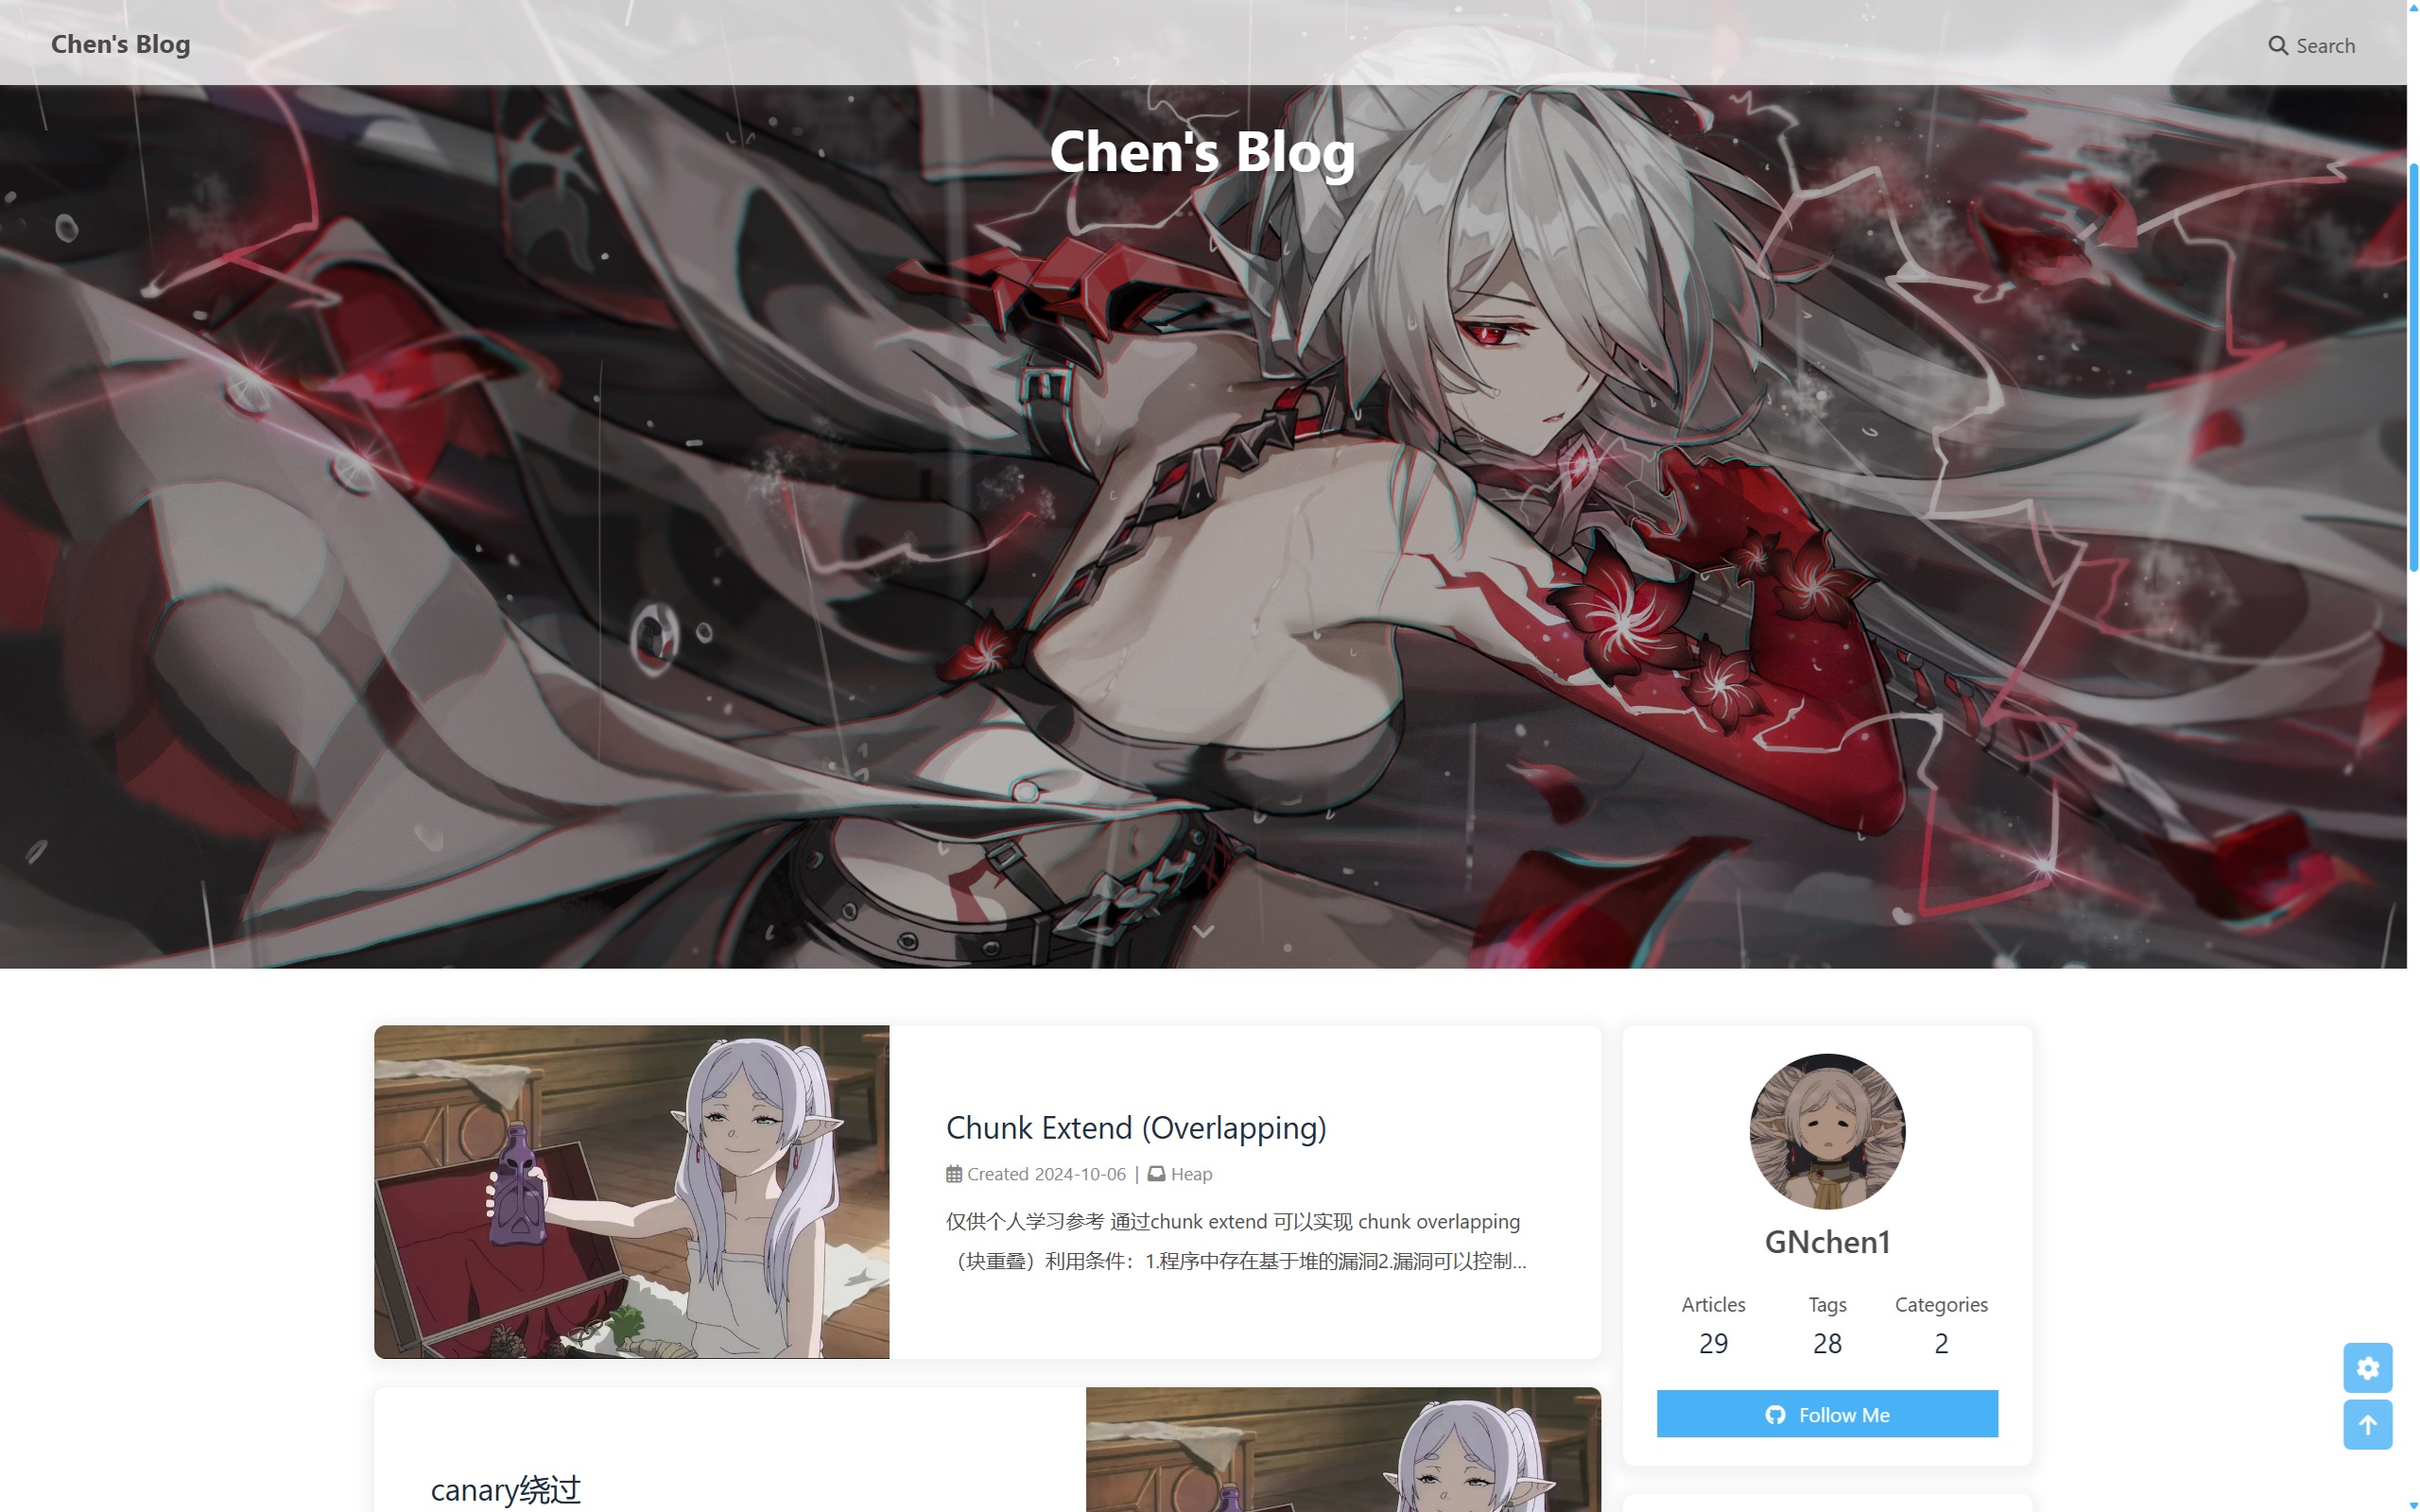 Chen's Blog
Search
Chen's Blog
Chunk Extend (Overlapping)
Created 2024-10-06 | Heap
仅供个人学习参考 通过chunk extend 可以实现 chunk overlapping
（块重叠）利用条件：1.程序中存在基于堆的漏洞2.漏洞可以控制...
GNchen1
Articles
29
Tags
28
Categories
2
Follow Me
canary绕过